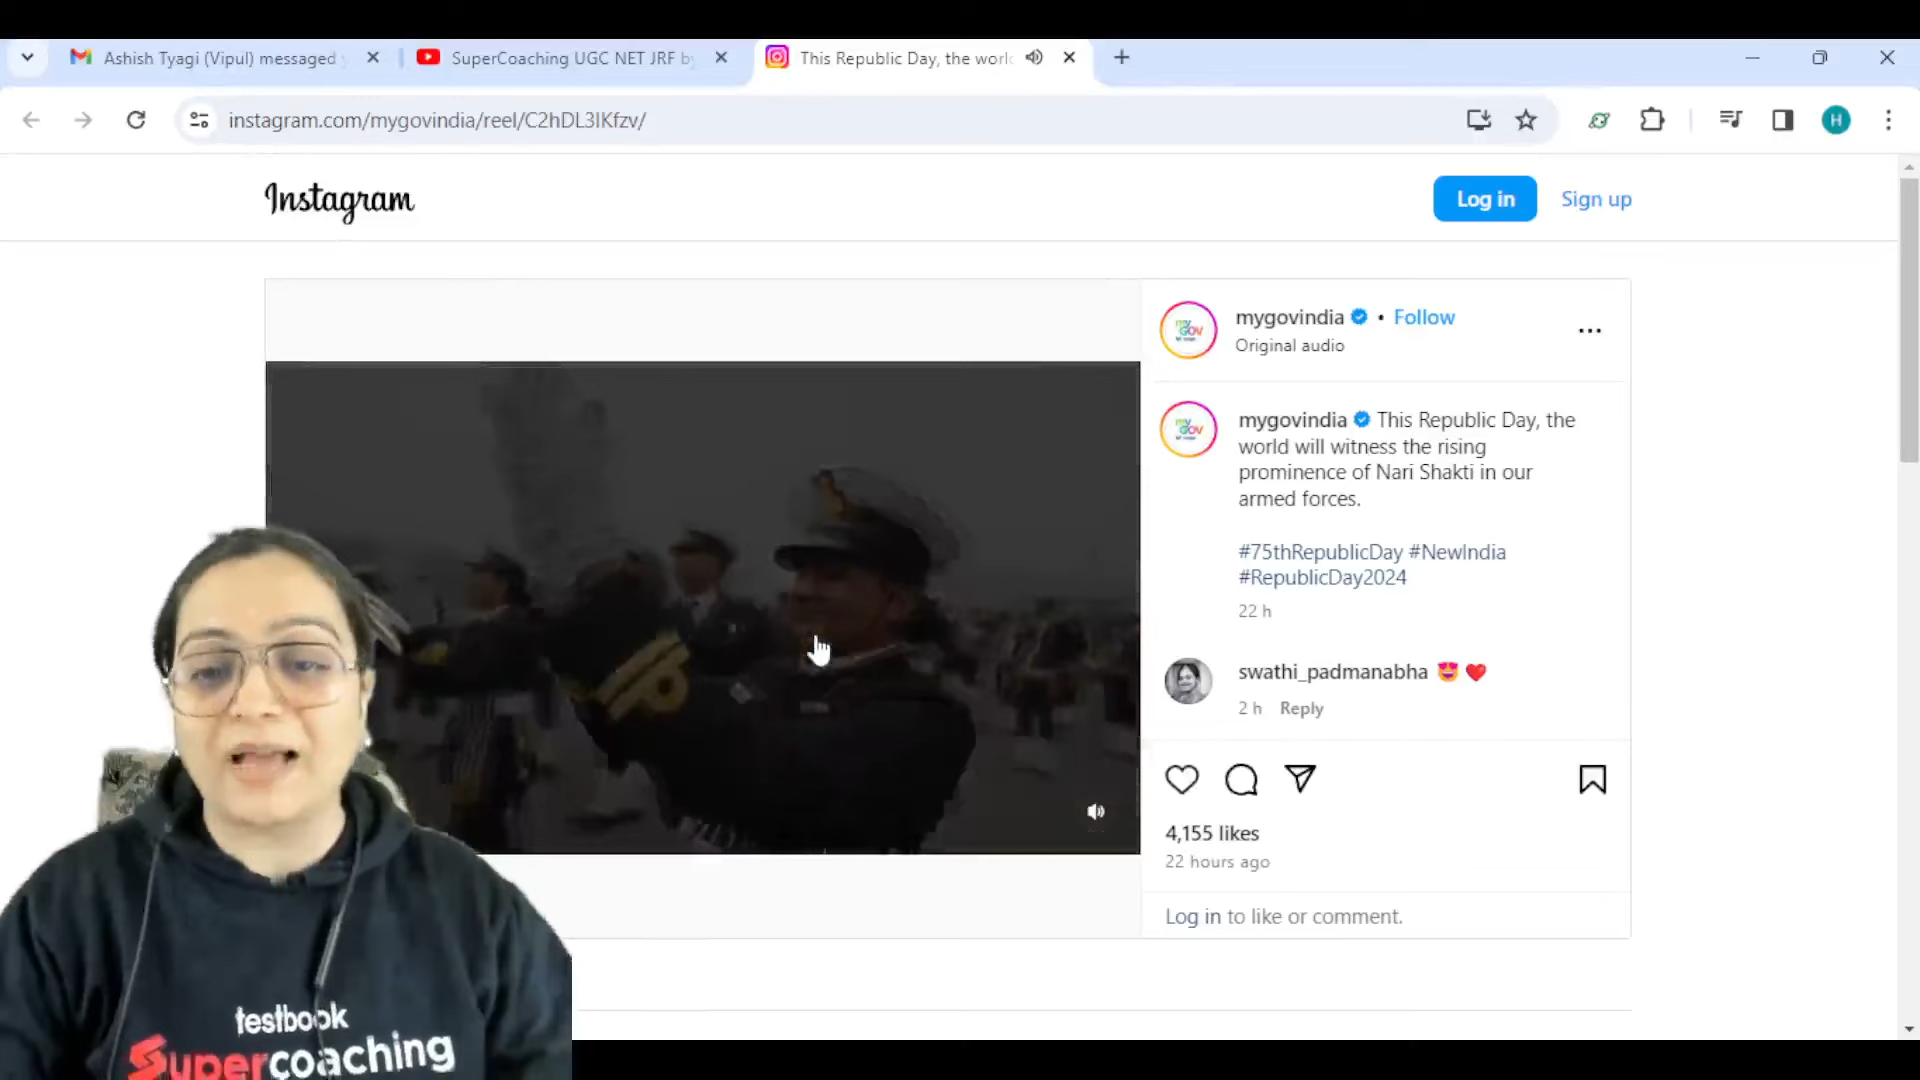 Ashish Tyagi (Vipul) messaged
SuperCoaching UGC NET JRF by
This Republic Day, the worl
instagram.com/mygovindia/reel/C2hDL3IKfzv/
H
Instagram
Log in
Sign up
mygovindia • Follow
Original audio
mygovindia This Republic Day, the
world will witness the rising
prominence of Nari Shakti in our
armed forces.
#75thRepublicDay #NewIndia
#RepublicDay2024
22 h
swathi_padmanabha 😍 ❤️
2 h Reply
4,155 likes
22 hours ago
Log in to like or comment.
testbook
Supercoaching